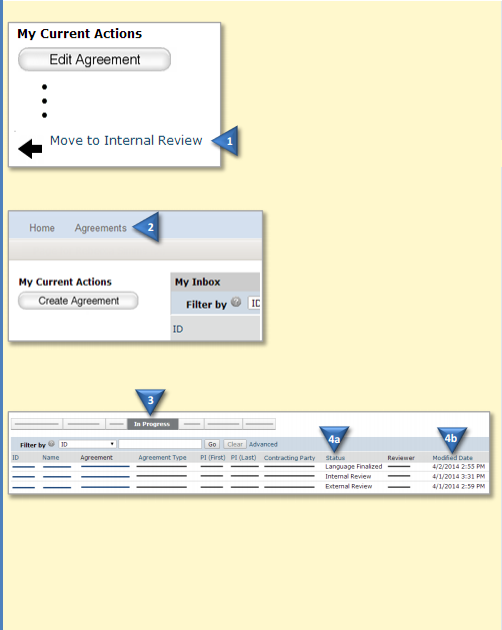 My Current Actions
Edit Agreement
Move to Internal Review
1
Home Agreements 2
My Current Actions
Create Agreement
My Inbox
Filter by ? ID
ID
3
In Progress
4a 4b
Filter by ? ID Go Clear Advanced
ID Name Agreement Agreement Type PI (First) PI (Last) Contracting Party Status Reviewer Modified Date
Language Finalized 4/2/2014 2:55 PM
Internal Review 4/1/2014 3:31 PM
External Review 4/1/2014 2:59 PM